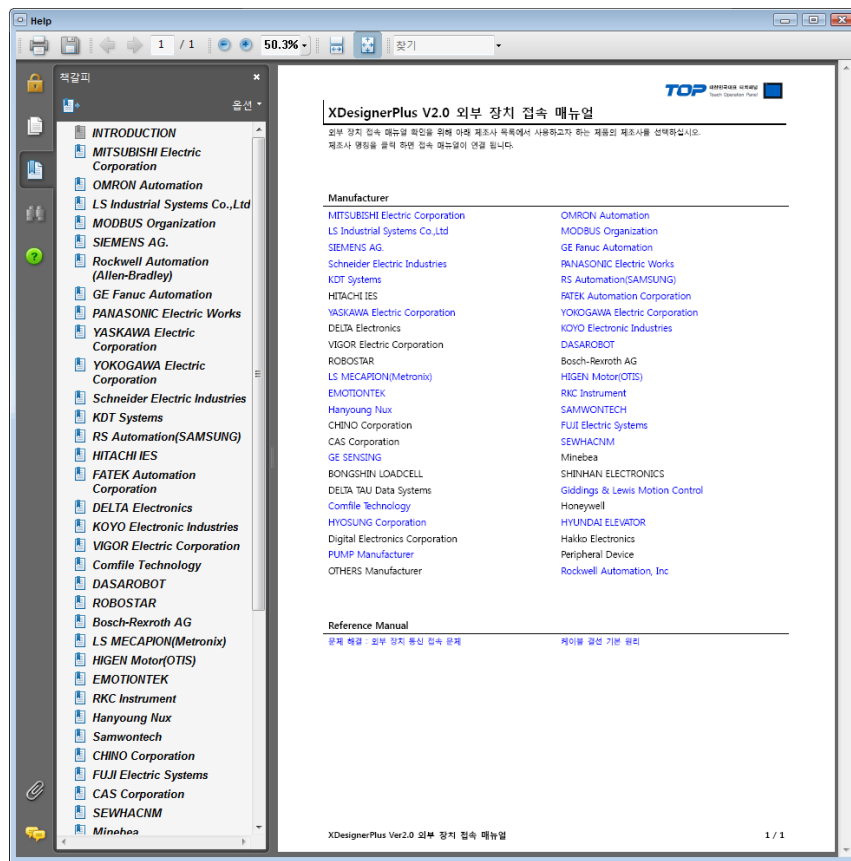 Help
1 / 1
50.3%
찾기
책갈피
옵션
INTRODUCTION
MITSUBISHI Electric
Corporation
OMRON Automation
LS Industrial Systems Co.,Ltd
MODBUS Organization
SIEMENS AG.
Rockwell Automation
(Allen-Bradley)
GE Fanuc Automation
PANASONIC Electric Works
YASKAWA Electric
Corporation
YOKOGAWA Electric
Corporation
Schneider Electric Industries
KDT Systems
RS Automation(SAMSUNG)
HITACHI IES
FATEK Automation
Corporation
DELTA Electronics
KOYO Electronic Industries
VIGOR Electric Corporation
Comfile Technology
DASAROBOT
ROBOSTAR
Bosch-Rexroth AG
LS MECAPION(Metronix)
HIGEN Motor(OTIS)
EMOTIONTEK
RKC Instrument
Hanyoung Nux
Samwontech
CHINO Corporation
FUJI Electric Systems
CAS Corporation
SEWHACNM
Minebea
TOP 대한민국대표 터치패널
Touch Operation Panel
XDesignerPlus V2.0 외부 장치 접속 매뉴얼
외부 장치 접속 매뉴얼 확인을 위해 아래 제조사 목록에서 사용하고자 하는 제품의 제조사를 선택하십시오.
제조사 명칭을 클릭 하면 접속 매뉴얼이 연결 됩니다.
Manufacturer
MITSUBISHI Electric Corporation OMRON Automation
LS Industrial Systems Co.,Ltd MODBUS Organization
SIEMENS AG. GE Fanuc Automation
Schneider Electric Industries PANASONIC Electric Works
KDT Systems RS Automation(SAMSUNG)
HITACHI IES FATEK Automation Corporation
YASKAWA Electric Corporation YOKOGAWA Electric Corporation
DELTA Electronics KOYO Electronic Industries
VIGOR Electric Corporation DASAROBOT
ROBOSTAR Bosch-Rexroth AG
LS MECAPION(Metronix) HIGEN Motor(OTIS)
EMOTIONTEK RKC Instrument
Hanyoung Nux SAMWONTECH
CHINO Corporation FUJI Electric Systems
CAS Corporation SEWHACNM
GE SENSING Minebea
BONGSHIN LOADCELL SHINHAN ELECTRONICS
DELTA TAU Data Systems Giddings & Lewis Motion Control
Comfile Technology Honeywell
HYOSUNG Corporation HYUNDAI ELEVATOR
Digital Electronics Corporation Hakko Electronics
PUMP Manufacturer Peripheral Device
OTHERS Manufacturer Rockwell Automation, Inc
Reference Manual
문제 해결 : 외부 장치 통신 접속 문제 케이블 결선 기본 원리
XDesignerPlus Ver2.0 외부 장치 접속 매뉴얼 1 / 1